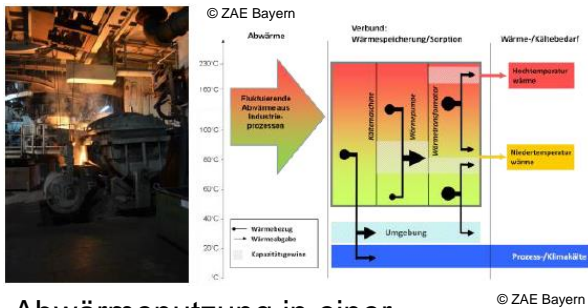 © ZAE Bayern
Abwärme
Verbund:
Wärmespeicherung/Sorption
Wärme-/Kältebedarf
230°C
160°C
100°C
80°C
60°C
40°C
20°C
°C
Fluktuierende
Abwärme aus
Industrie-
prozessen
Kältemaschine
Wärmepumpe
Wärmetransformator
Hochtemperatur
wärme
Niedertemperatur
wärme
Wärmebezug
Wärmeabgabe
Kapazitätsgewinn
Umgebung
Prozess-/Klimakälte
© ZAE Bayern
Abwärmenutzung in einer